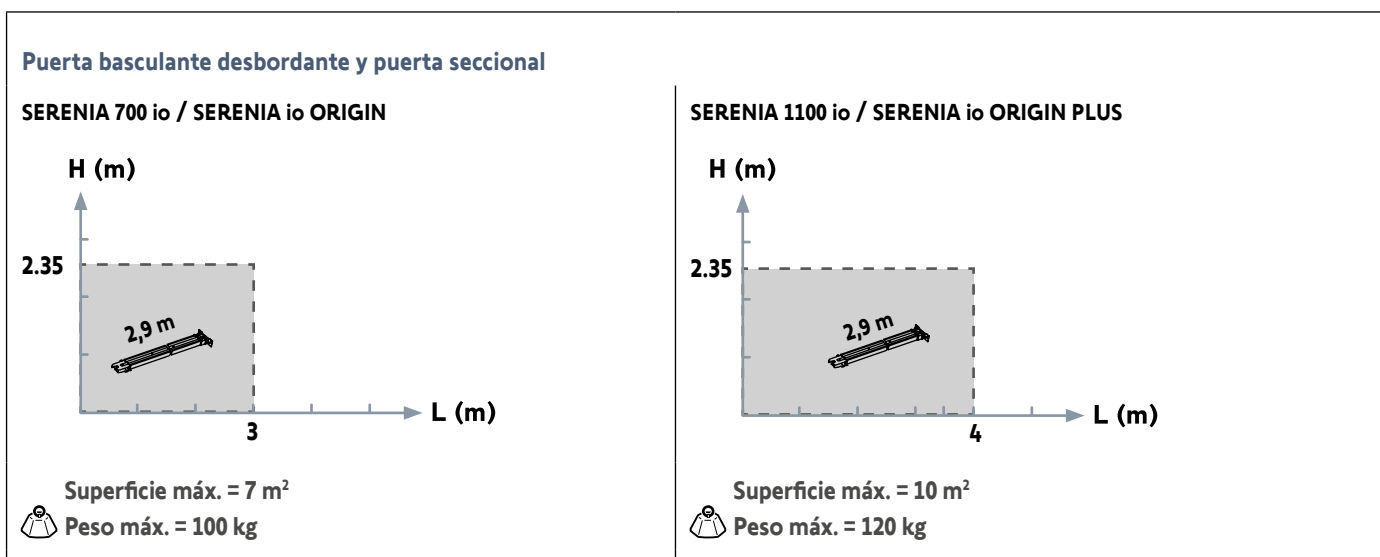 Puerta basculante desbordante y puerta seccional
SERENIA 700 io / SERENIA io ORIGIN
H (m)
2.35
2,9 m
L (m)
3
Superficie máx. = 7 m²
Peso máx. = 100 kg
SERENIA 1100 io / SERENIA io ORIGIN PLUS
H (m)
2.35
2,9 m
L (m)
4
Superficie máx. = 10 m²
Peso máx. = 120 kg